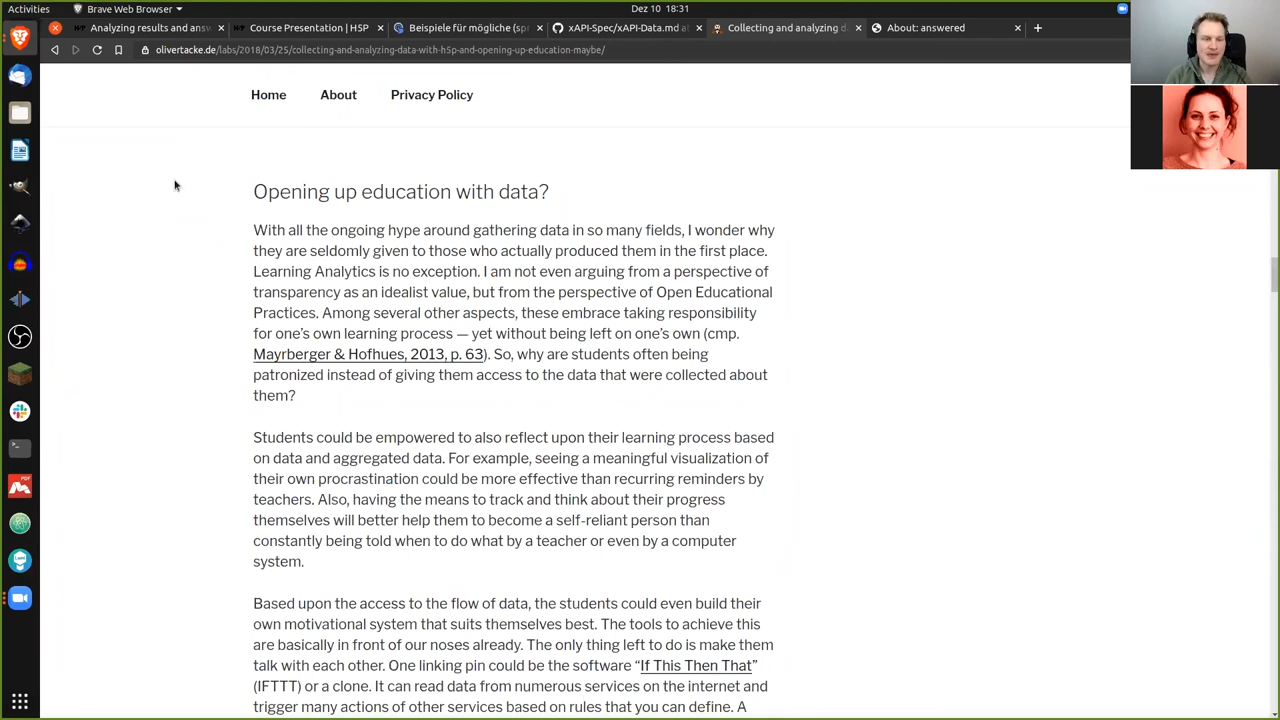 Activities
Brave Web Browser
Dez 10 18:31
Analyzing results and ans
Course Presentation | H5P
Beispiele für mögliche (sp
xAPI-Spec/xAPI-Data.md a
Collecting and analyzing d
About: answered
olivertacke.de/labs/2018/03/25/collecting-and-analyzing-data-with-h5p-and-opening-up-education-maybe/
Home
About
Privacy Policy
Opening up education with data?
With all the ongoing hype around gathering data in so many fields, I wonder why
they are seldomly given to those who actually produced them in the first place.
Learning Analytics is no exception. I am not even arguing from a perspective of
transparency as an idealist value, but from the perspective of Open Educational
Practices. Among several other aspects, these embrace taking responsibility
for one's own learning process — yet without being left on one's own (cmp.
Mayrberger & Hofhues, 2013, p. 63). So, why are students often being
patronized instead of giving them access to the data that were collected about
them?
Students could be empowered to also reflect upon their learning process based
on data and aggregated data. For example, seeing a meaningful visualization of
their own procrastination could be more effective than recurring reminders by
teachers. Also, having the means to track and think about their progress
themselves will better help them to become a self-reliant person than
constantly being told when to do what by a teacher or even by a computer
system.
Based upon the access to the flow of data, the students could even build their
own motivational system that suits themselves best. The tools to achieve this
are basically in front of our noses already. The only thing left to do is make them
talk with each other. One linking pin could be the software “If This Then That”
(IFTTT) or a clone. It can read data from numerous services on the internet and
trigger many actions of other services based on rules that you can define. A